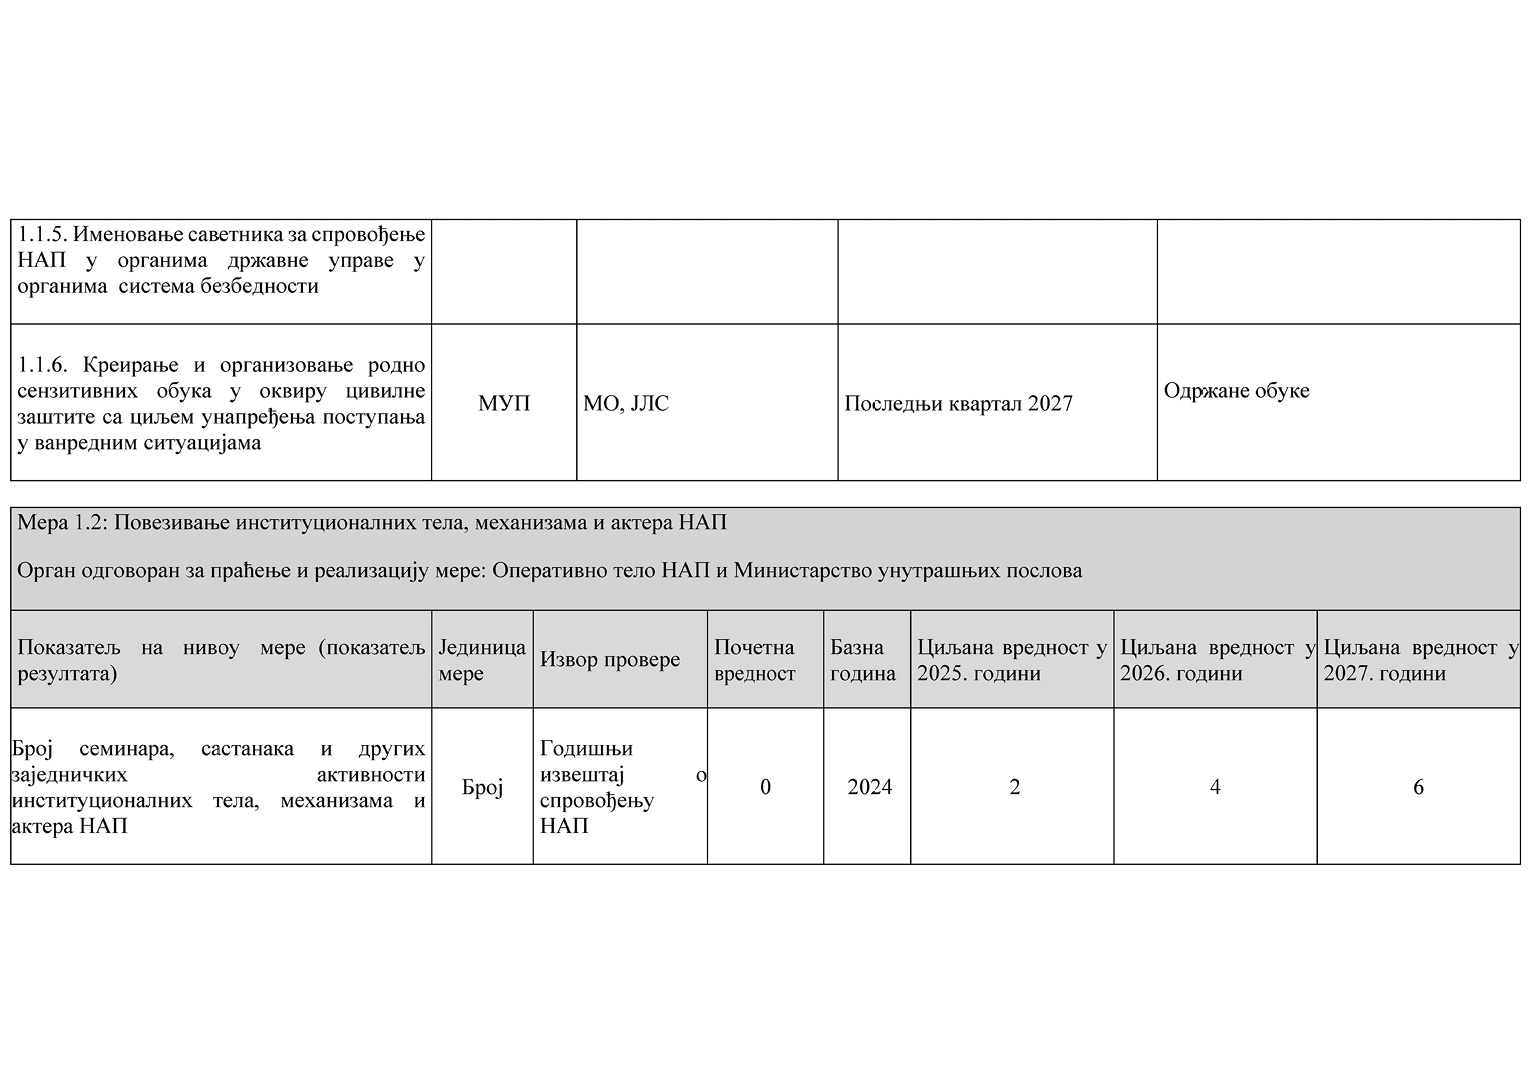 1.1.5. Именовање саветника за спровођење
НАП у органима државне управе у
органима система безбедности
1.1.6. Креирање и организовање родно
сензитивних обука у оквиру цивилне
заштите са циљем унапређења поступања
у ванредним ситуацијама
МУП
МО, ЈЛС
Последњи квартал 2027
Одржане обуке
Мера 1.2: Повезивање институционалних тела, механизама и актера НАП
Орган одговоран за праћење и реализацију мере: Оперативно тело НАП и Министарство унутрашњих послова
Показатељ на нивоу мере (показатељ
резултата)
Јединица
мере
Извор провере
Почетна
вредност
Базна
година
Циљана вредност у
2025. години
Циљана вредност у
2026. години
Циљана вредност у
2027. години
Број семинара, састанака и других
заједничких активности
институционалних тела, механизама и
актера НАП
Број
Годишњи
извештај о
спровођењу
НАП
0
2024
2
4
6